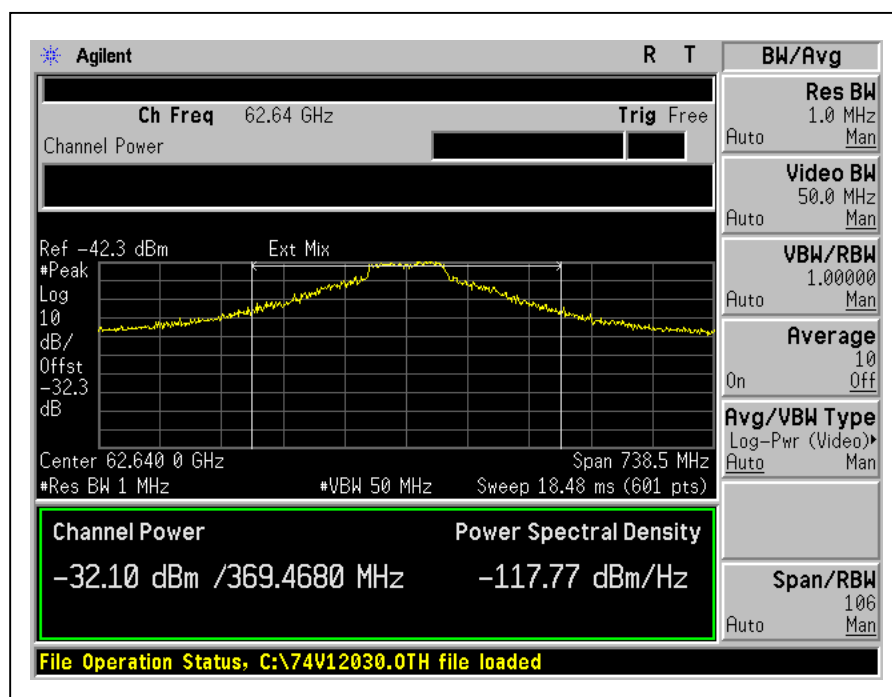 Agilent R T
Ch Freq 62.64 GHz Trig Free
Channel Power
Ref -42.3 dBm Ext Mix
#Peak
Log
10
dB/
Offst
-32.3
dB
Center 62.640 0 GHz Span 738.5 MHz
#Res BW 1 MHz #VBW 50 MHz Sweep 18.48 ms (601 pts)
Channel Power Power Spectral Density
-32.10 dBm /369.4680 MHz -117.77 dBm/Hz
File Operation Status, C:\74V12030.OTH file loaded
BW/Avg
Res BW
1.0 MHz
Auto Man
Video BW
50.0 MHz
Auto Man
VBW/RBW
1.00000
Auto Man
Average
10
On Off
Avg/VBW Type
Log-Pwr (Video)
Auto Man
Span/RBW
106
Auto Man